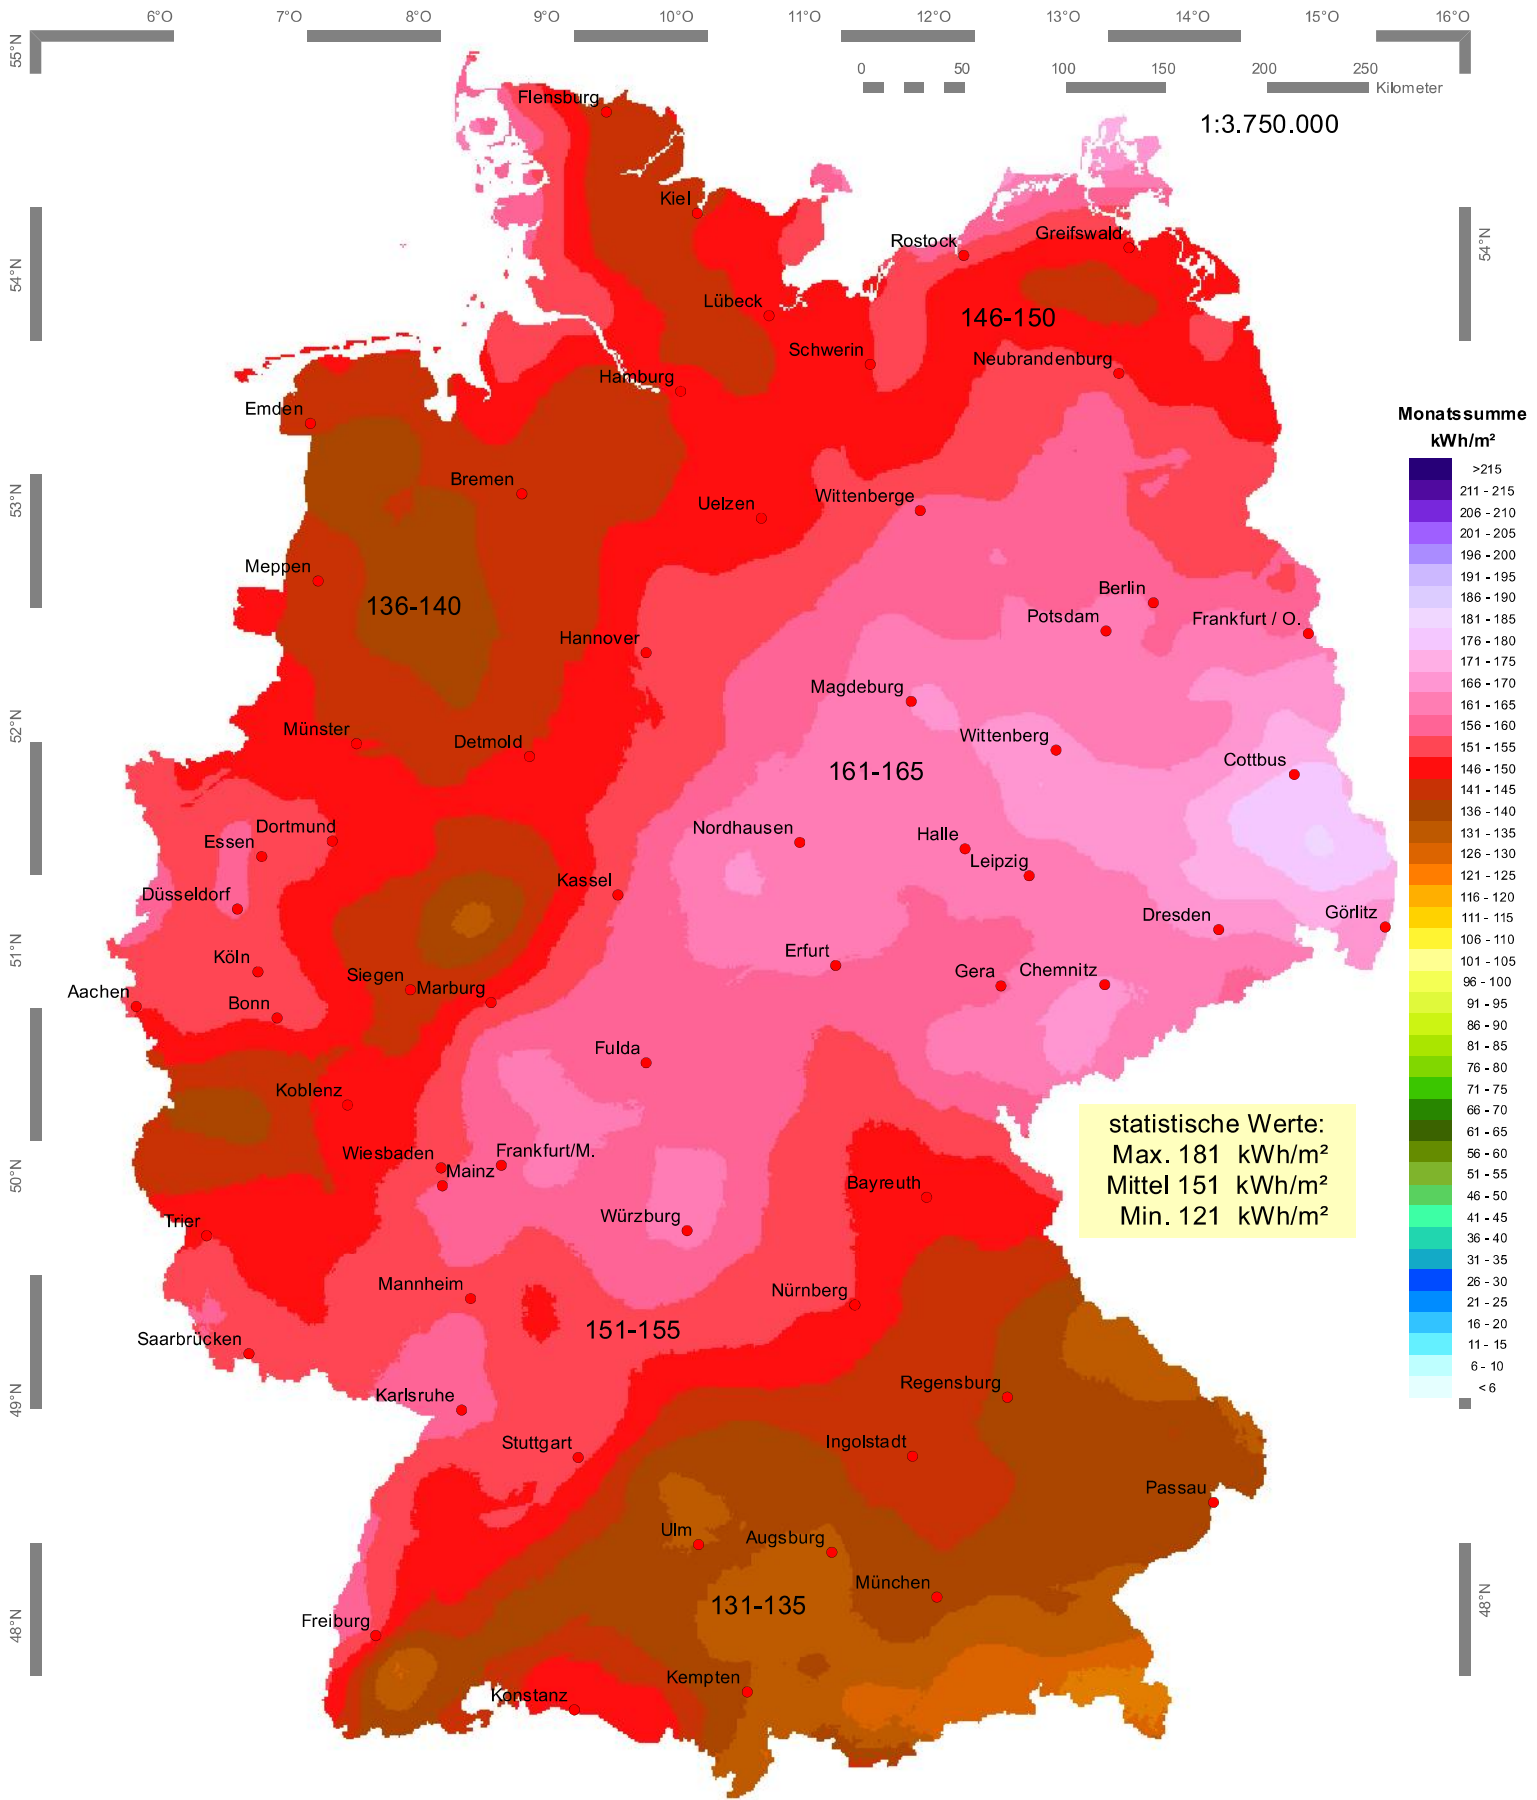 6°O 7°O 8°O 9°O 10°O 11°O 12°O 13°O 14°O 15°O 16°O
55°N
0 50 100 150 200 250
Kilometer
1:3.750.000
Flensburg
Kiel
Rostock
Greifswald
54°N
54°N
Lübeck
146-150
Schwerin
Neubrandenburg
Hamburg
Emden
Bremen
53°N
Uelzen
Wittenberge
Meppen
136-140
Berlin
Potsdam
Frankfurt / O.
Hannover
Magdeburg
52°N
Münster
Detmold
Wittenberg
Cottbus
161-165
Dortmund
Essen
Nordhausen
Halle
Leipzig
Kassel
Düsseldorf
Dresden
Görlitz
51°N
Köln
Erfurt
Siegen
Marburg
Gera
Chemnitz
Aachen
Bonn
Fulda
Koblenz
50°N
Wiesbaden
Frankfurt/M.
Mainz
Bayreuth
Trier
Würzburg
Mannheim
Nürnberg
151-155
Saarbrücken
49°N
Karlsruhe
Regensburg
Stuttgart
Ingolstadt
Passau
Ulm
Augsburg
München
131-135
48°N
48°N
Freiburg
Kempten
Konstanz
Monatssumme
kWh/m²
>215
211 - 215
206 - 210
201 - 205
196 - 200
191 - 195
186 - 190
181 - 185
176 - 180
171 - 175
166 - 170
161 - 165
156 - 160
151 - 155
146 - 150
141 - 145
136 - 140
131 - 135
126 - 130
121 - 125
116 - 120
111 - 115
106 - 110
101 - 105
96 - 100
91 - 95
86 - 90
81 - 85
76 - 80
71 - 75
66 - 70
61 - 65
56 - 60
51 - 55
46 - 50
41 - 45
36 - 40
31 - 35
26 - 30
21 - 25
16 - 20
11 - 15
6 - 10
< 6
statistische Werte:
Max. 181 kWh/m²
Mittel 151 kWh/m²
Min. 121 kWh/m²